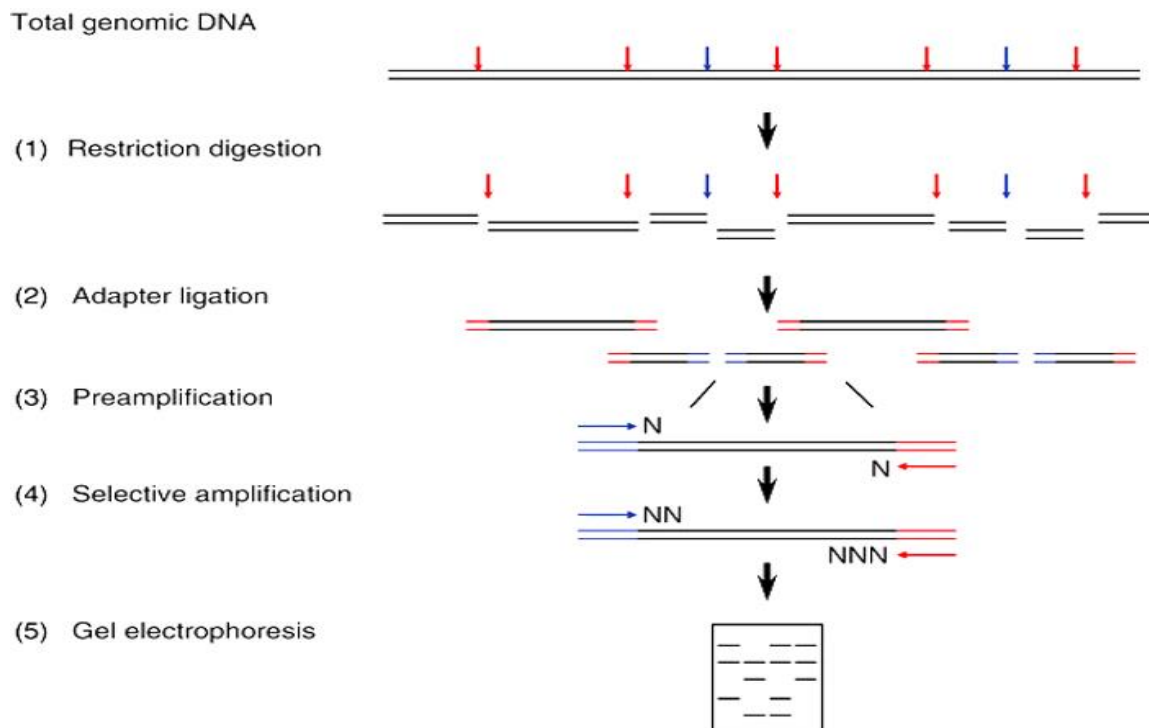 Total genomic DNA
(1) Restriction digestion
(2) Adapter ligation
(3) Preamplification
N
N
(4) Selective amplification
NN
NNN
(5) Gel electrophoresis